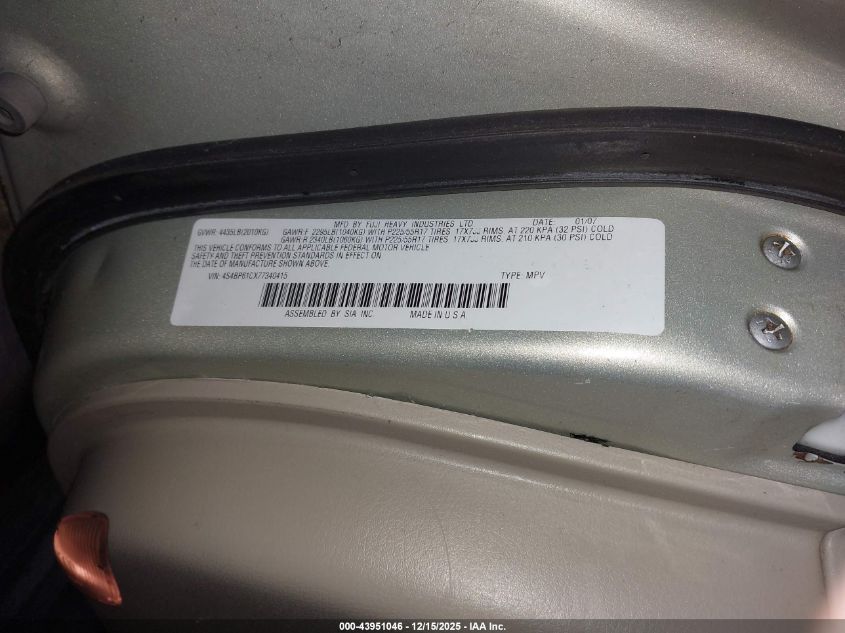 MFD BY FUJI HEAVY INDUSTRIES LTD DATE: 01/07
GVWR: 4435LB(2010KG) GAWR:F 2295LB(1040KG) WITH P225/55R17 TIRES, 17X7JJ RIMS, AT 220 KPA (32 PSI) COLD
GAWR:R 2340LB(1060KG) WITH P225/55R17 TIRES, 17X7JJ RIMS, AT 210 KPA (30 PSI) COLD
THIS VEHICLE CONFORMS TO ALL APPLICABLE FEDERAL MOTOR VEHICLE
SAFETY AND THEFT PREVENTION STANDARDS IN EFFECT ON
THE DATE OF MANUFACTURE SHOWN ABOVE.
VIN: 4S4BP61CX77340415 TYPE: MPV
ASSEMBLED BY SIA INC. MADE IN U S A
000-43951046 - 12/15/2025 - IAA Inc.